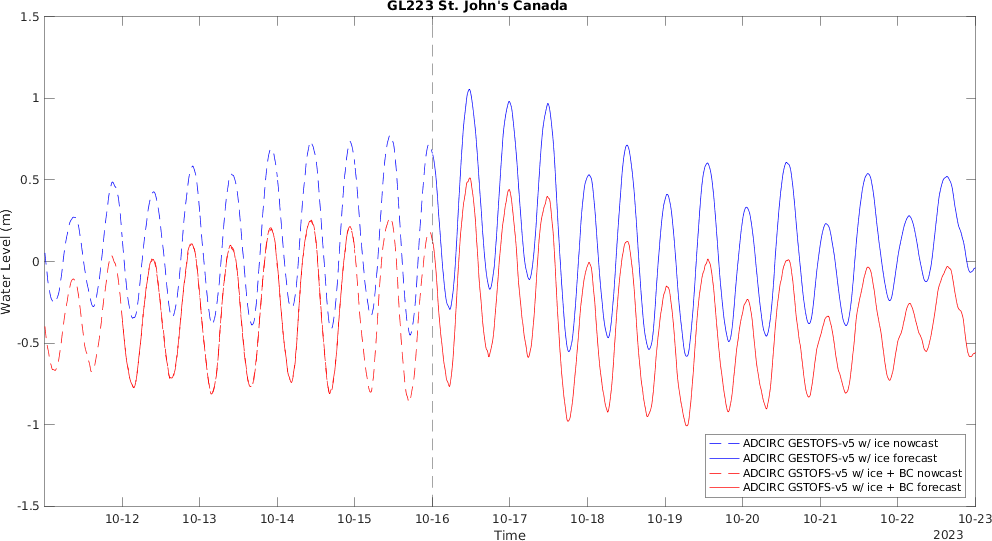 GL223 St. John's Canada
1.5
1
0.5
0
-0.5
-1
-1.5
Water Level (m)
ADCIRC GESTOFS-v5 w/ ice nowcast
ADCIRC GESTOFS-v5 w/ ice forecast
ADCIRC GSTOFS-v5 w/ ice + BC nowcast
ADCIRC GSTOFS-v5 w/ ice + BC forecast
10-12 10-13 10-14 10-15 10-16 10-17 10-18 10-19 10-20 10-21 10-22 10-23
Time
2023